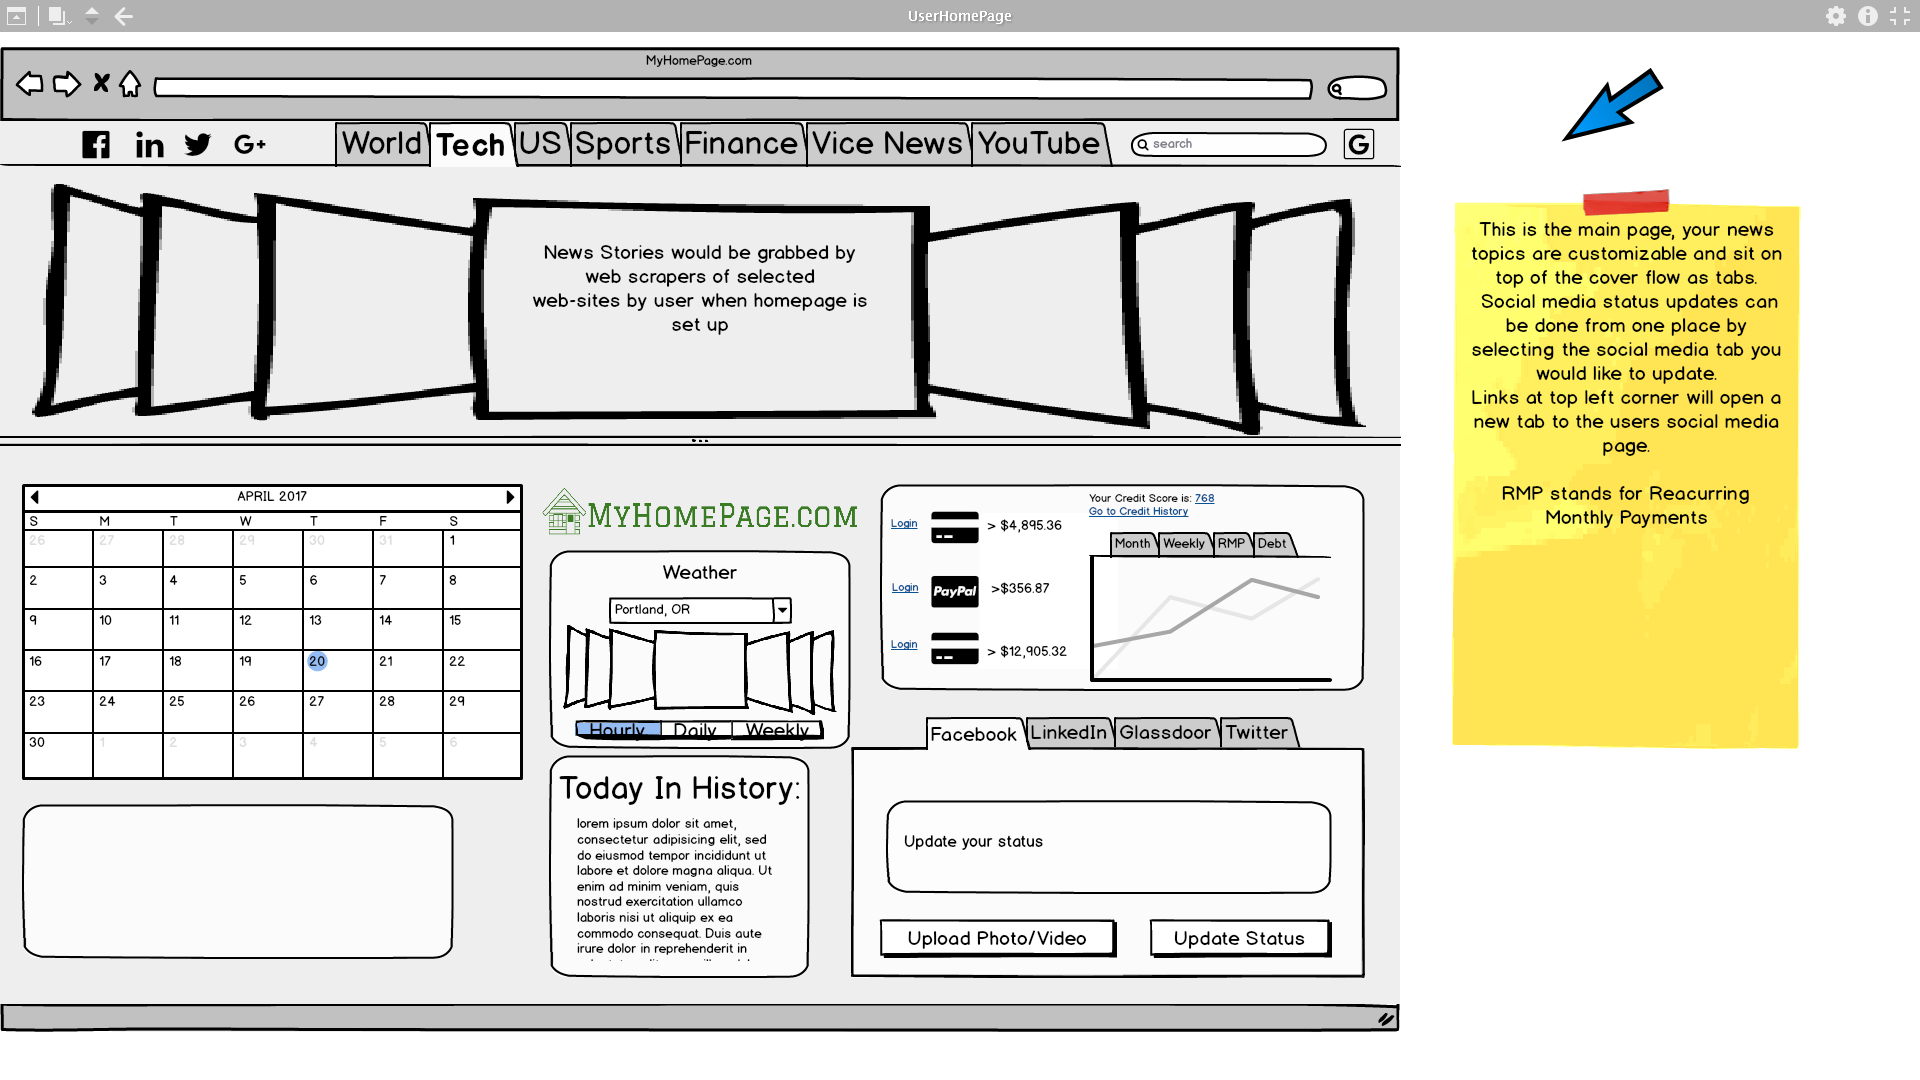 UserHomePage
MyHomePage.com
World Tech US Sports Finance Vice News YouTube search
News Stories would be grabbed by
web scrapers of selected
web-sites by user when homepage is
set up
This is the main page, your news
topics are customizable and sit on
top of the cover flow as tabs.
Social media status updates can
be done from one place by
selecting the social media tab you
would like to update.
Links at top left corner will open a
new tab to the users social media
page.
RMP stands for Reacurring
Monthly Payments
APRIL 2017
S M T W T F S
26 27 28 29 30 31 1
2 3 4 5 6 7 8
9 10 11 12 13 14 15
16 17 18 19 20 21 22
23 24 25 26 27 28 29
30 1 2 3 4 5 6
MyHomePage.com
Weather
Portland, OR
Hourly Daily Weekly
Today In History:
lorem ipsum dolor sit amet,
consectetur adipisicing elit, sed
do eiusmod tempor incididunt ut
labore et dolore magna aliqua. Ut
enim ad minim veniam, quis
nostrud exercitation ullamco
laboris nisi ut aliquip ex ea
commodo consequat. Duis aute
irure dolor in reprehenderit in
Your Credit Score is: 768
Go to Credit History
Login > $4,895.36
Login PayPal >$356.87
Login > $12,905.32
Month Weekly RMP Debt
Facebook LinkedIn Glassdoor Twitter
Update your status
Upload Photo/Video Update Status